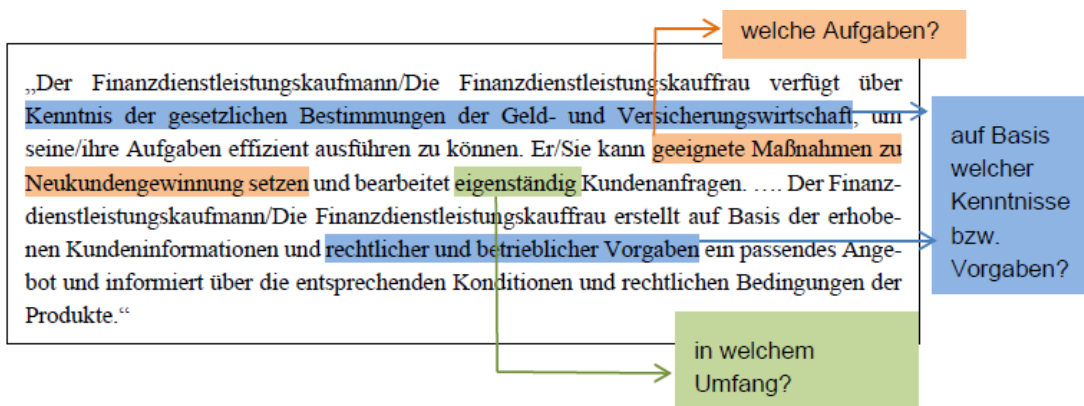 welche Aufgaben?
„Der Finanzdienstleistungskaufmann/Die Finanzdienstleistungskauffrau verfügt über
Kenntnis der gesetzlichen Bestimmungen der Geld- und Versicherungswirtschaft, um
seine/ihre Aufgaben effizient ausführen zu können. Er/Sie kann geeignete Maßnahmen zu
Neukundengewinnung setzen und bearbeitet eigenständig Kundenanfragen. …. Der Finanz-
dienstleistungskaufmann/Die Finanzdienstleistungskauffrau erstellt auf Basis der erhobe-
nen Kundeninformationen und rechtlicher und betrieblicher Vorgaben ein passendes Ange-
bot und informiert über die entsprechenden Konditionen und rechtlichen Bedingungen der
Produkte.“
auf Basis
welcher
Kenntnisse
bzw.
Vorgaben?
in welchem
Umfang?